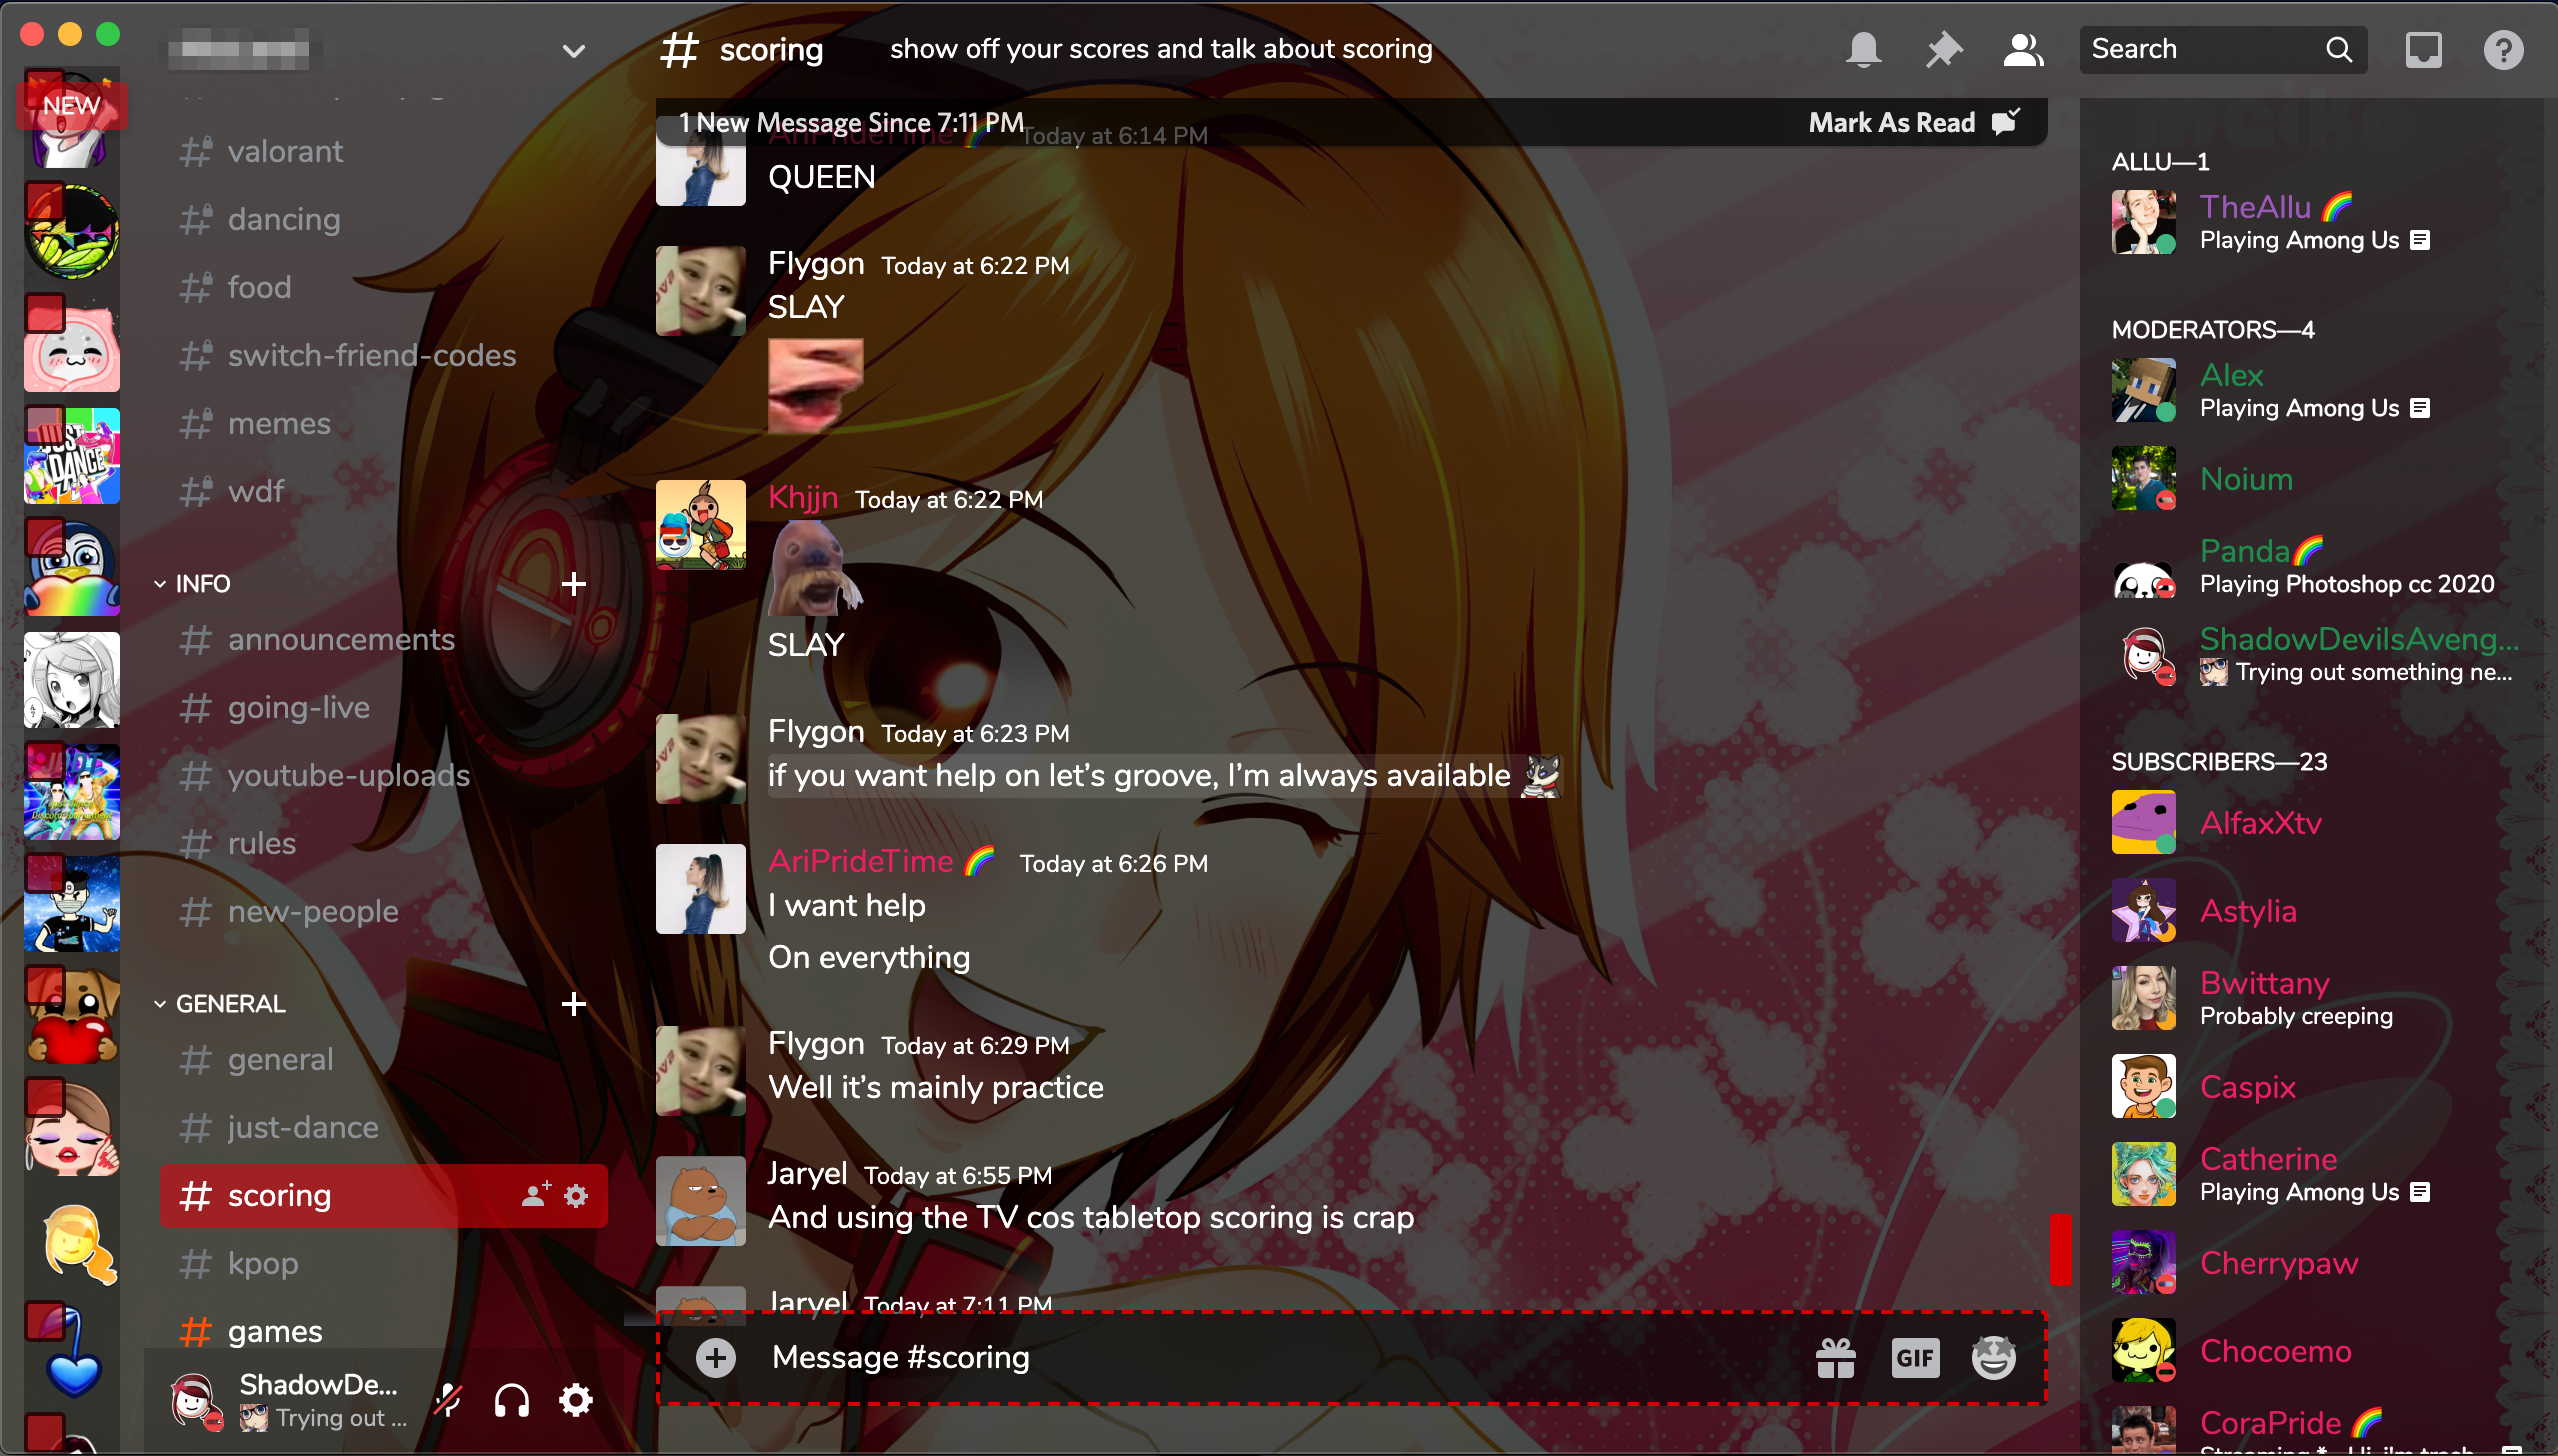 scoring
show off your scores and talk about scoring
Search
NEW
valorant
dancing
food
switch-friend-codes
memes
wdf
INFO
announcements
going-live
youtube-uploads
rules
new-people
GENERAL
general
just-dance
scoring
kpop
games
ShadowDe...
Trying out ...
JUST DANCE
1 New Message Since 7:11 PM
Mark As Read
AriPrideTime Today at 6:14 PM
QUEEN
Flygon Today at 6:22 PM
SLAY
Khjjn Today at 6:22 PM
SLAY
Flygon Today at 6:23 PM
if you want help on let's groove, I'm always available
AriPrideTime Today at 6:26 PM
I want help
On everything
Flygon Today at 6:29 PM
Well it's mainly practice
Jaryel Today at 6:55 PM
And using the TV cos tabletop scoring is crap
Jaryel Today at 7:11 PM
Message #scoring
GIF
ALLU—1
TheAllu
Playing Among Us
MODERATORS—4
Alex
Playing Among Us
Noium
Panda
Playing Photoshop cc 2020
ShadowDevilsAveng...
Trying out something ne...
SUBSCRIBERS—23
AlfaxXtv
Astylia
Bwittany
Probably creeping
Caspix
Catherine
Playing Among Us
Cherrypaw
Chocoemo
CoraPride